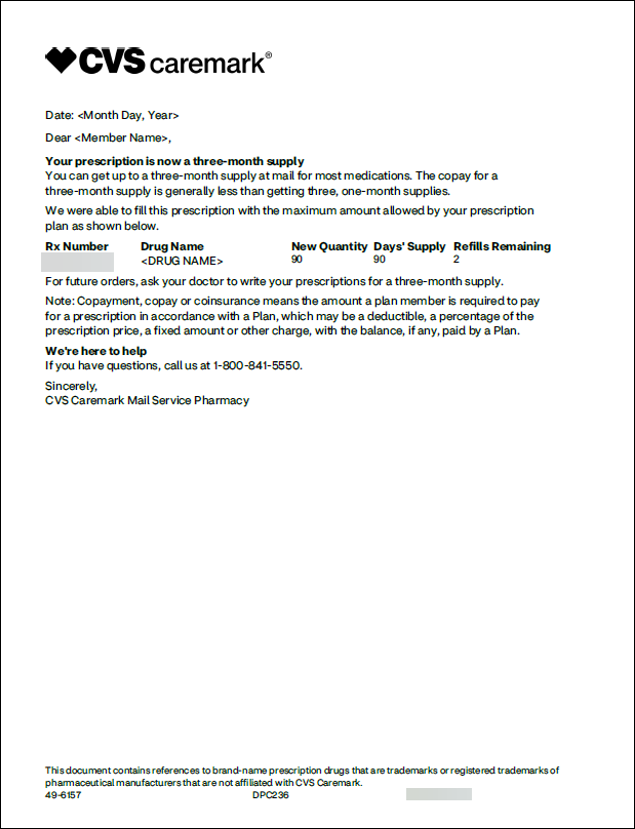 CVS caremark®
Date: <Month Day, Year>
Dear <Member Name>,
Your prescription is now a three-month supply
You can get up to a three-month supply at mail for most medications. The copay for a
three-month supply is generally less than getting three, one-month supplies.
We were able to fill this prescription with the maximum amount allowed by your prescription
plan as shown below.
Rx Number Drug Name New Quantity Days' Supply Refills Remaining
<DRUG NAME> 90 90 2
For future orders, ask your doctor to write your prescriptions for a three-month supply.
Note: Copayment, copay or coinsurance means the amount a plan member is required to pay
for a prescription in accordance with a Plan, which may be a deductible, a percentage of the
prescription price, a fixed amount or other charge, with the balance, if any, paid by a Plan.
We're here to help
If you have questions, call us at 1-800-841-5550.
Sincerely,
CVS Caremark Mail Service Pharmacy
This document contains references to brand-name prescription drugs that are trademarks or registered trademarks of
pharmaceutical manufacturers that are not affiliated with CVS Caremark.
49-6157 DPC236